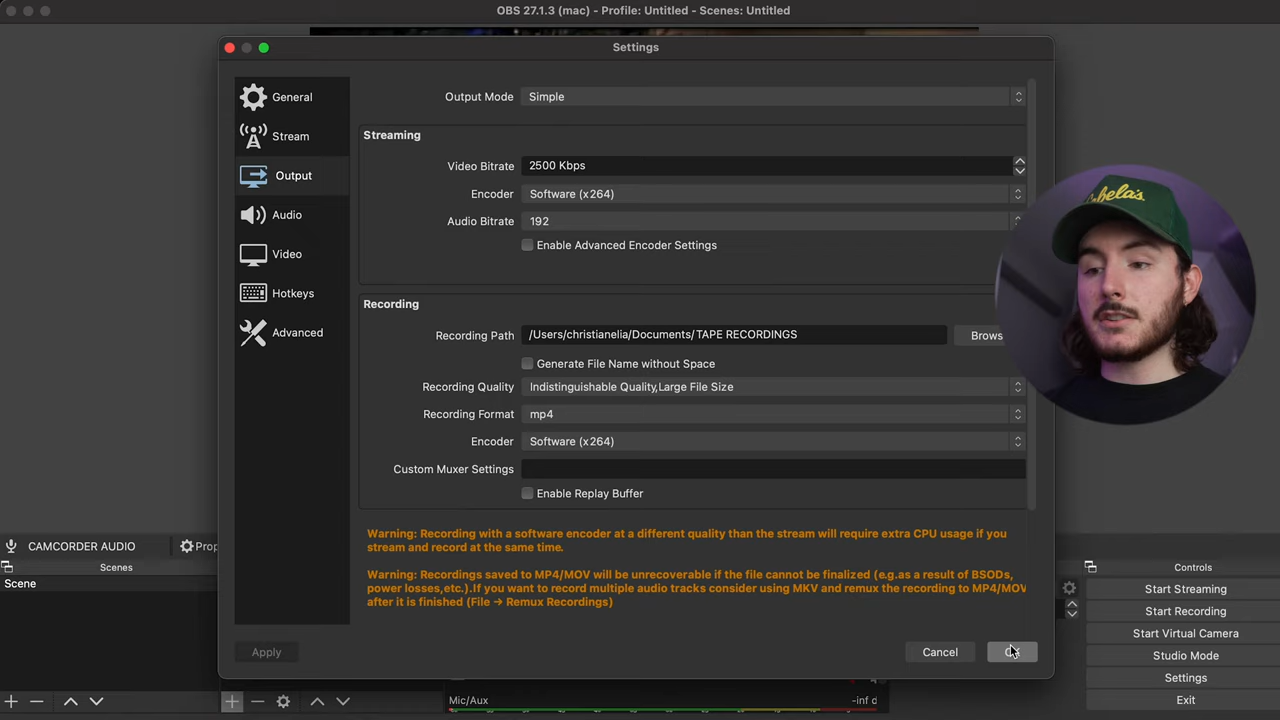 OBS 27.1.3 (mac) - Profile: Untitled - Scenes: Untitled
Settings
General
Stream
Output
Audio
Video
Hotkeys
Advanced
Output Mode Simple
Streaming
Video Bitrate 2500 Kbps
Encoder Software (x264)
Audio Bitrate 192
Enable Advanced Encoder Settings
Recording
Recording Path /Users/christianelia/Documents/TAPE RECORDINGS Brows
Generate File Name without Space
Recording Quality Indistinguishable Quality,Large File Size
Recording Format mp4
Encoder Software (x264)
Custom Muxer Settings
Enable Replay Buffer
Warning: Recording with a software encoder at a different quality than the stream will require extra CPU usage if you
stream and record at the same time.
Warning: Recordings saved to MP4/MOV will be unrecoverable if the file cannot be finalized (e.g.as a result of BSODs,
power losses,etc.).If you want to record multiple audio tracks consider using MKV and remux the recording to MP4/MOV
after it is finished (File → Remux Recordings)
Apply
Cancel
Cabela's
CAMCORDER AUDIO
Prop
Scenes
Scene
Mic/Aux
-inf d
Controls
Start Streaming
Start Recording
Start Virtual Camera
Studio Mode
Settings
Exit